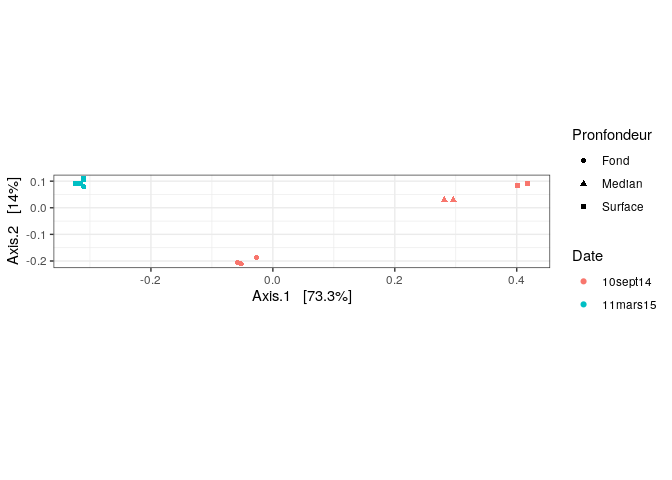 Pronfondeur
Fond
Median
Surface
Date
10sept14
11mars15
0.1
0.0
-0.1
-0.2
Axis.2 [14%]
-0.2
0.0
0.2
0.4
Axis.1 [73.3%]